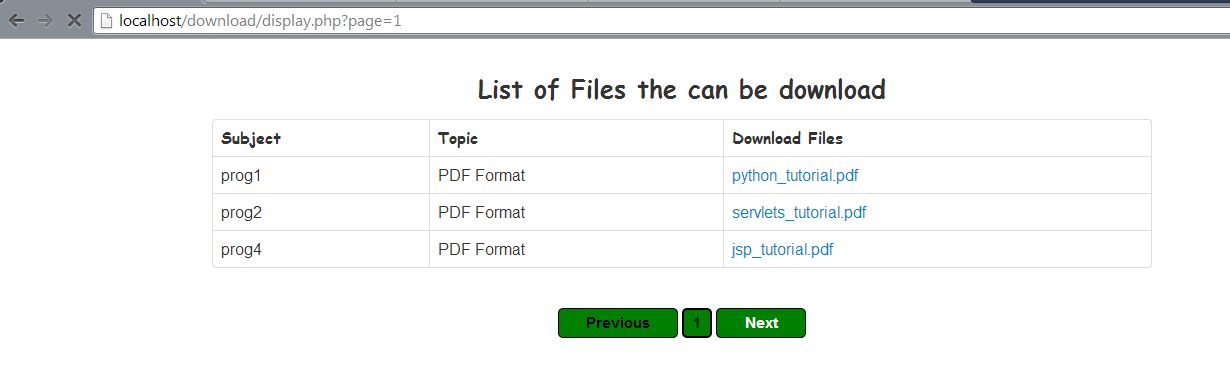 localhost/download/display.php?page=1
List of Files the can be download
Subject Topic Download Files
prog1 PDF Format python_tutorial.pdf
prog2 PDF Format servlets_tutorial.pdf
prog4 PDF Format jsp_tutorial.pdf
Previous 1 Next